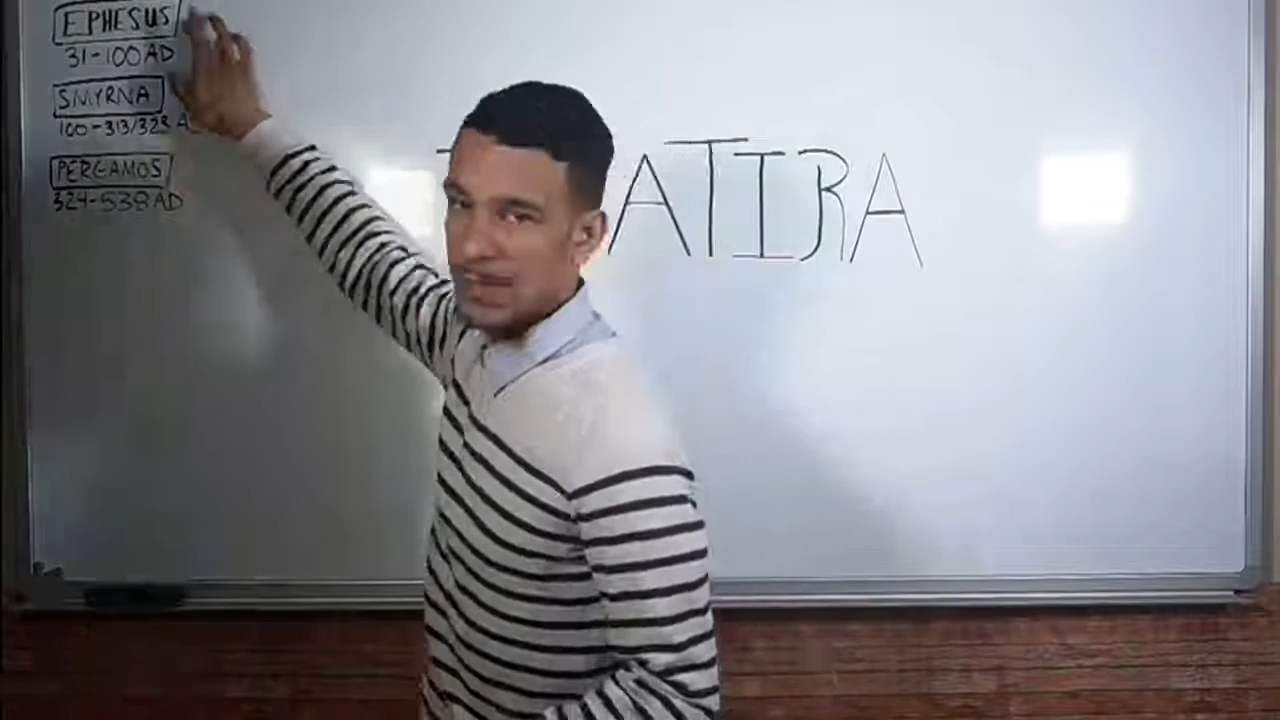 EPHESUS
31-100AD
SMYRNA
100-313/323 A
PERGAMOS
324-538AD
ATIRA